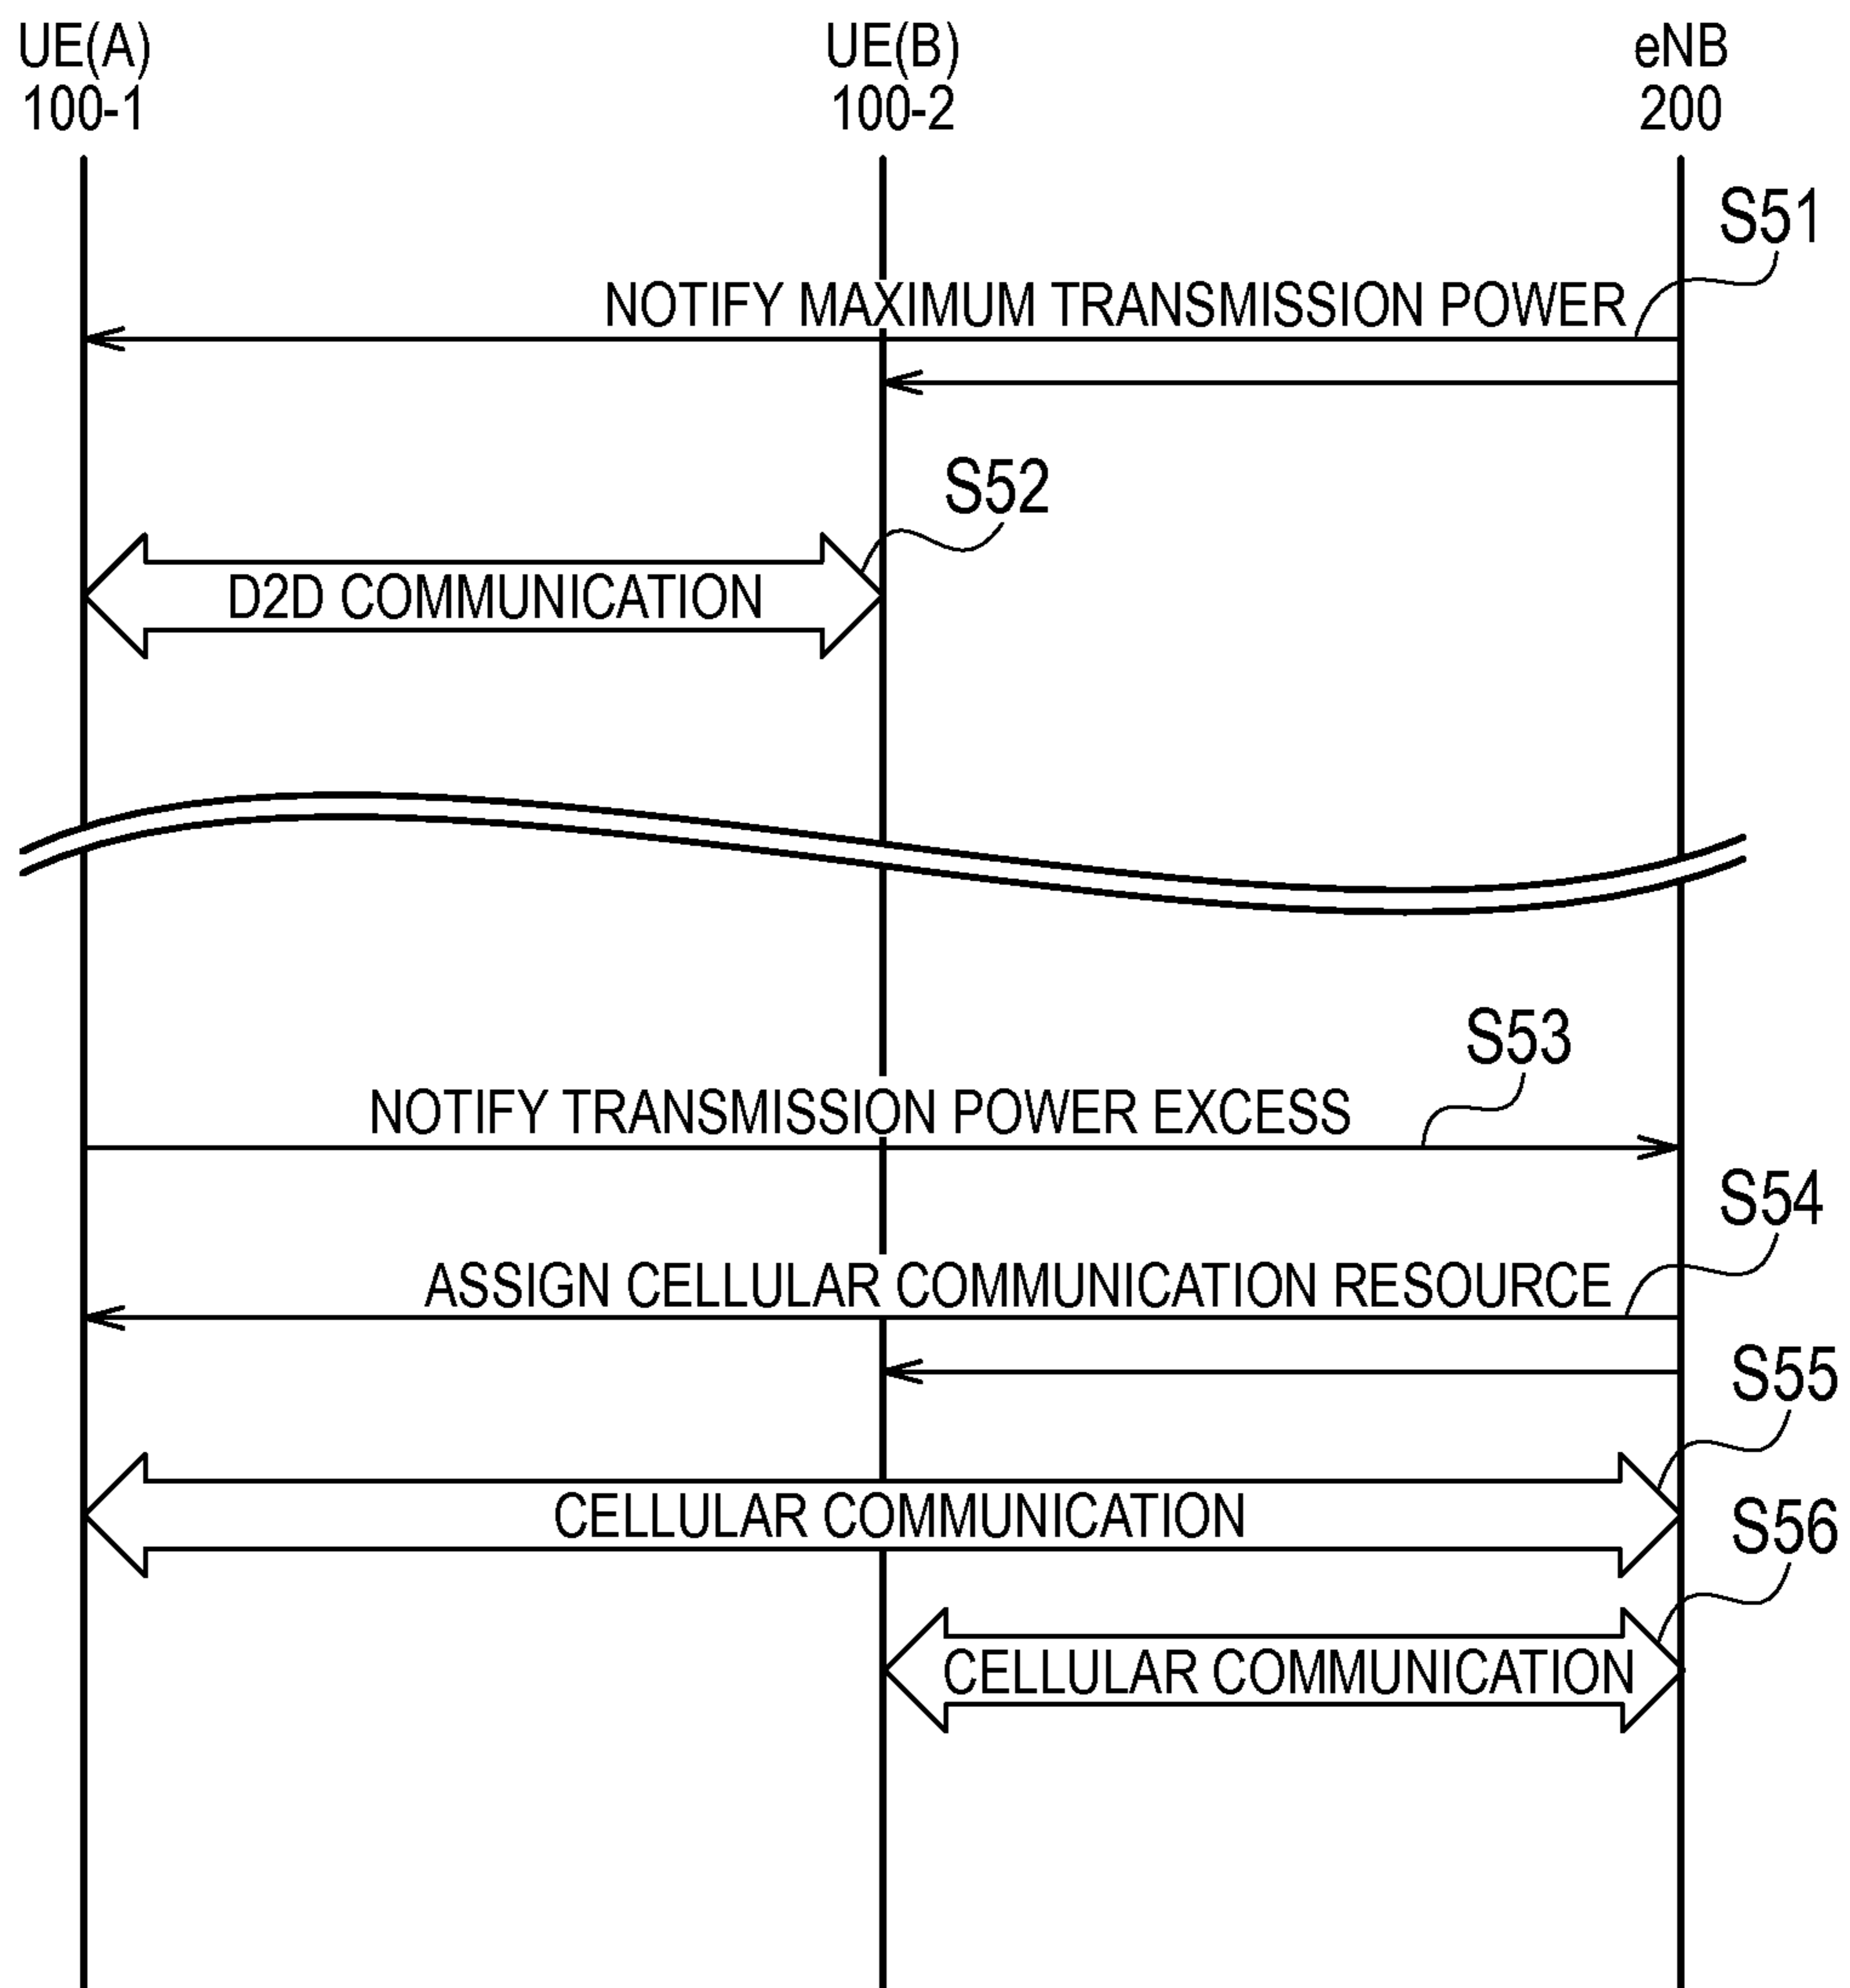 UE(A)
100-1
UE(B)
100-2
eNB
200
S51
NOTIFY MAXIMUM TRANSMISSION POWER
S52
D2D COMMUNICATION
S53
NOTIFY TRANSMISSION POWER EXCESS
S54
ASSIGN CELLULAR COMMUNICATION RESOURCE
S55
CELLULAR COMMUNICATION
S56
CELLULAR COMMUNICATION